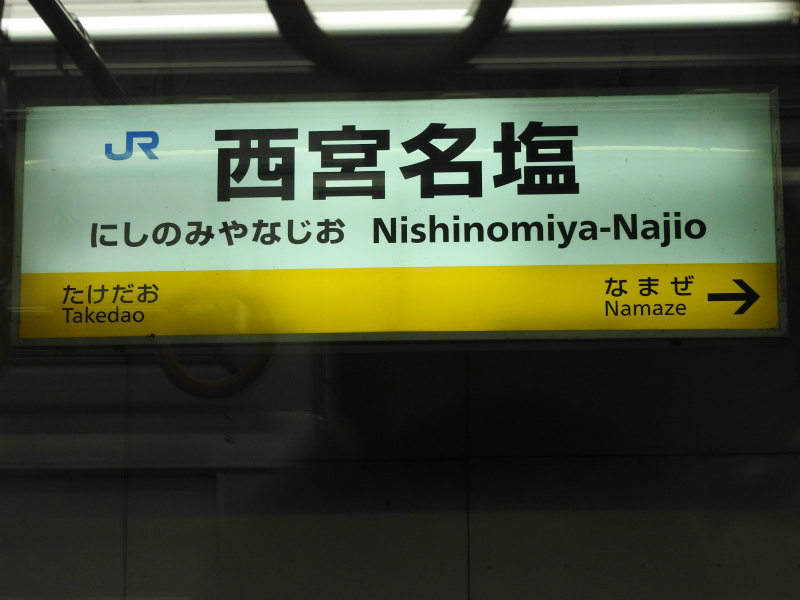 JR
西宮名塩
にしのみやなじお Nishinomiya-Najio
たけだお
Takedao
なまぜ →
Namaze